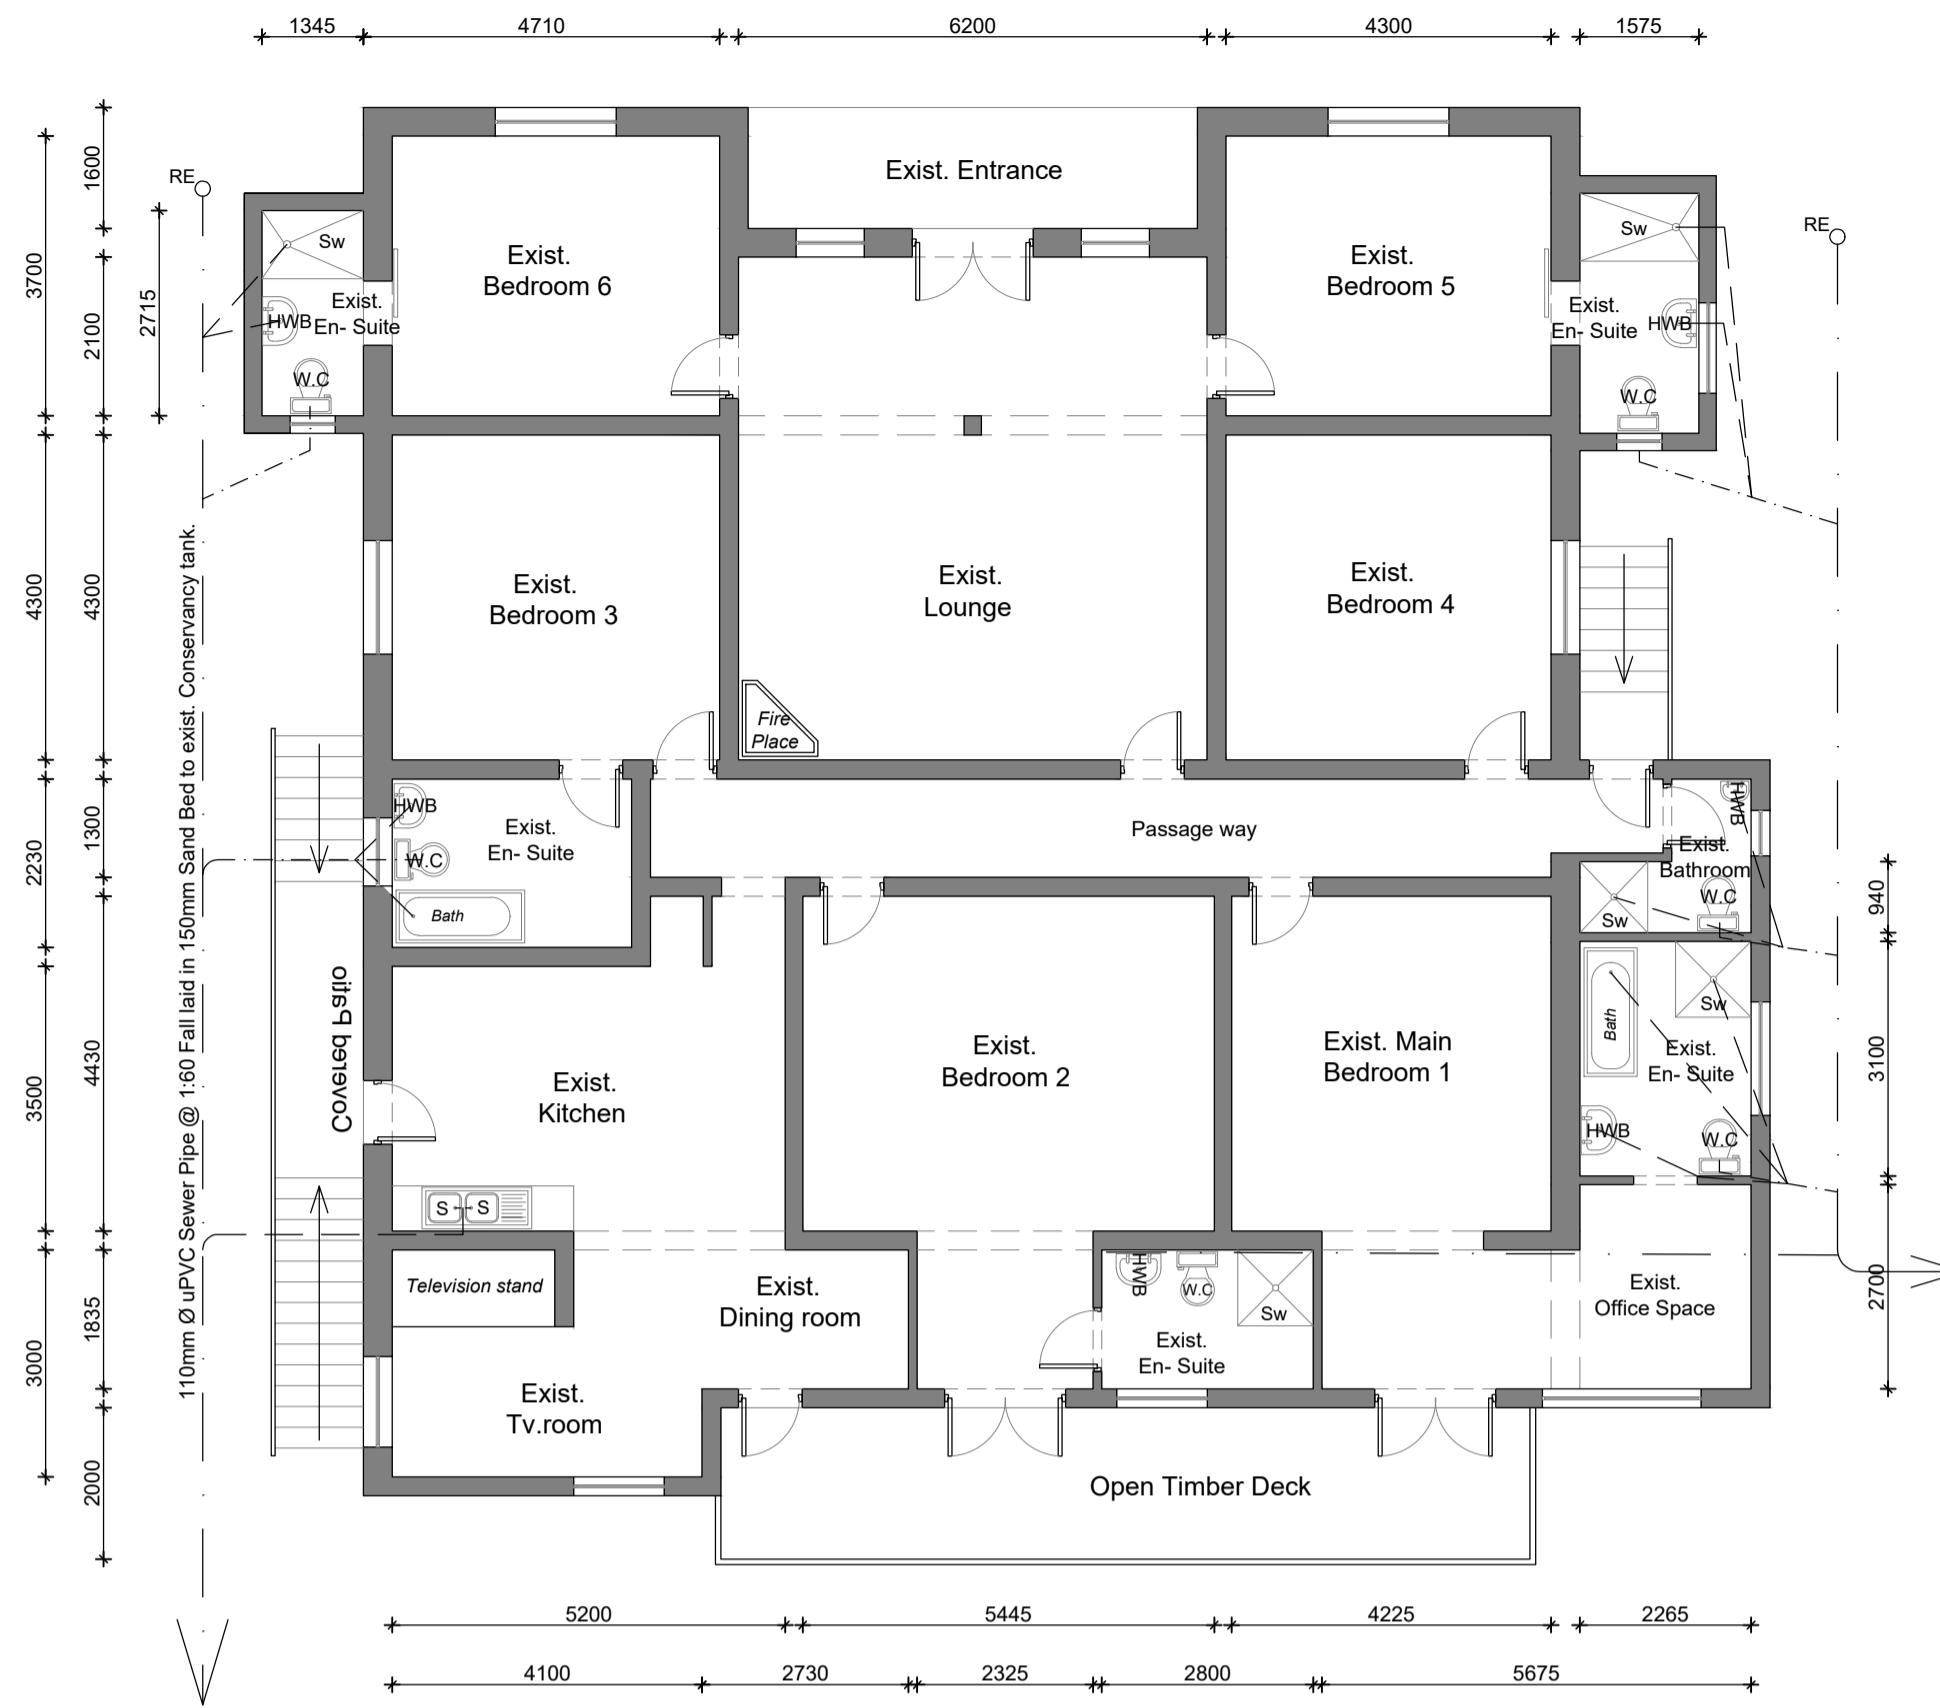 1345
4710
6200
4300
1575
1600
3700
2100
2715
4300
4300
1300
2230
4430
3500
1835
3000
2000
RE
RE
Exist. Entrance
Sw
Exist.
En- Suite
HWB
W.C
Exist.
Bedroom 6
Exist.
Bedroom 5
Sw
Exist.
En- Suite
HWB
W.C
Exist.
Bedroom 3
Exist.
Lounge
Exist.
Bedroom 4
Fire
Place
110mm Ø uPVC Sewer Pipe @ 1:60 Fall laid in 150mm Sand Bed to exist. Conservancy tank.
HWB
Exist.
En- Suite
W.C
Bath
Passage way
HWB
Exist.
Bathroom
W.C
Sw
940
Covered Patio
Exist.
Kitchen
S S
Exist.
Bedroom 2
Exist. Main
Bedroom 1
Bath
Sw
Exist.
En- Suite
HWB
W.C
3100
Television stand
Exist.
Dining room
HWB
W.C
Sw
Exist.
En- Suite
Exist.
Office Space
2700
Exist.
Tv.room
Open Timber Deck
5200
5445
4225
2265
4100
2730
2325
2800
5675